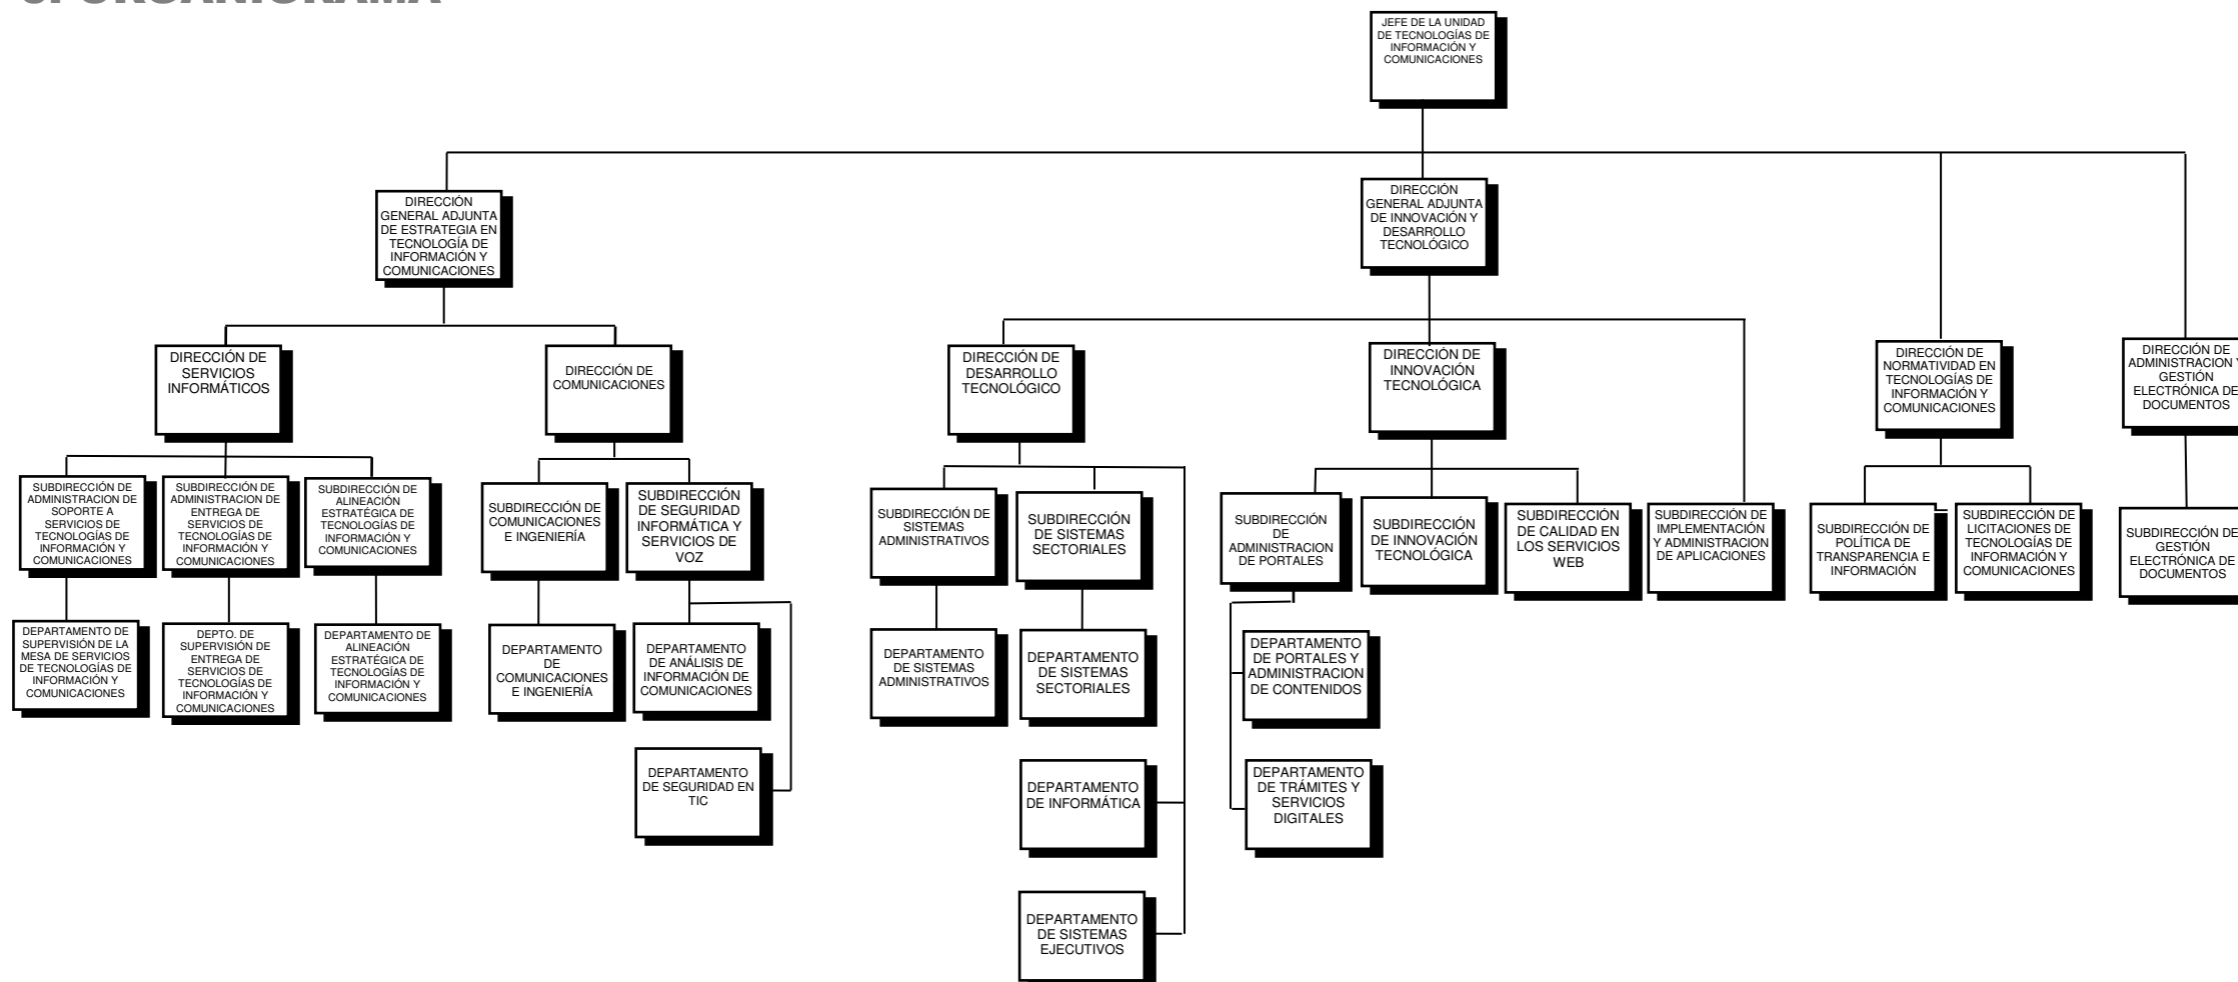 JEFE DE LA UNIDAD
DE TECNOLOGÍAS DE
INFORMACIÓN Y
COMUNICACIONES
DIRECCIÓN
GENERAL ADJUNTA
DE ESTRATEGIA EN
TECNOLOGÍA DE
INFORMACIÓN Y
COMUNICACIONES
DIRECCIÓN
GENERAL ADJUNTA
DE INNOVACIÓN Y
DESARROLLO
TECNOLÓGICO
DIRECCIÓN DE
SERVICIOS
INFORMÁTICOS
DIRECCIÓN DE
COMUNICACIONES
DIRECCIÓN DE
DESARROLLO
TECNOLÓGICO
DIRECCIÓN DE
INNOVACIÓN
TECNOLÓGICA
DIRECCIÓN DE
NORMATIVIDAD EN
TECNOLOGÍAS DE
INFORMACIÓN Y
COMUNICACIONES
DIRECCIÓN DE
ADMINISTRACION Y
GESTIÓN
ELECTRÓNICA DE
DOCUMENTOS
SUBDIRECCIÓN DE
ADMINISTRACION DE
SOPORTE A
SERVICIOS DE
TECNOLOGÍAS DE
INFORMACIÓN Y
COMUNICACIONES
SUBDIRECCIÓN DE
ADMINISTRACION DE
ENTREGA DE
SERVICIOS DE
TECNOLOGÍAS DE
INFORMACIÓN Y
COMUNICACIONES
SUBDIRECCIÓN DE
ALINEACIÓN
ESTRATÉGICA DE
TECNOLOGÍAS DE
INFORMACIÓN Y
COMUNICACIONES
SUBDIRECCIÓN DE
COMUNICACIONES
E INGENIERÍA
SUBDIRECCIÓN
DE SEGURIDAD
INFORMÁTICA Y
SERVICIOS DE
VOZ
SUBDIRECCIÓN DE
SISTEMAS
ADMINISTRATIVOS
SUBDIRECCIÓN
DE SISTEMAS
SECTORIALES
SUBDIRECCIÓN
DE
ADMINISTRACION
DE PORTALES
SUBDIRECCIÓN
DE INNOVACIÓN
TECNOLÓGICA
SUBDIRECCIÓN
DE CALIDAD EN
LOS SERVICIOS
WEB
SUBDIRECCIÓN DE
IMPLEMENTACIÓN
Y ADMINISTRACION
DE APLICACIONES
SUBDIRECCIÓN DE
POLÍTICA DE
TRANSPARENCIA E
INFORMACIÓN
SUBDIRECCIÓN DE
LICITACIONES DE
TECNOLOGÍAS DE
INFORMACIÓN Y
COMUNICACIONES
SUBDIRECCIÓN DE
GESTIÓN
ELECTRÓNICA DE
DOCUMENTOS
DEPARTAMENTO DE
SUPERVISIÓN DE LA
MESA DE SERVICIOS
DE TECNOLOGÍAS DE
INFORMACIÓN Y
COMUNICACIONES
DEPTO. DE
SUPERVISIÓN DE
ENTREGA DE
SERVICIOS DE
TECNOLOGÍAS DE
INFORMACIÓN Y
COMUNICACIONES
DEPARTAMENTO DE
ALINEACIÓN
ESTRATÉGICA DE
TECNOLOGÍAS DE
INFORMACIÓN Y
COMUNICACIONES
DEPARTAMENTO
DE
COMUNICACIONES
E INGENIERÍA
DEPARTAMENTO
DE ANÁLISIS DE
INFORMACIÓN DE
COMUNICACIONES
DEPARTAMENTO
DE SISTEMAS
ADMINISTRATIVOS
DEPARTAMENTO
DE SISTEMAS
SECTORIALES
DEPARTAMENTO
DE PORTALES Y
ADMINISTRACION
DE CONTENIDOS
DEPARTAMENTO
DE SEGURIDAD EN
TIC
DEPARTAMENTO
DE INFORMÁTICA
DEPARTAMENTO
DE TRÁMITES Y
SERVICIOS
DIGITALES
DEPARTAMENTO
DE SISTEMAS
EJECUTIVOS